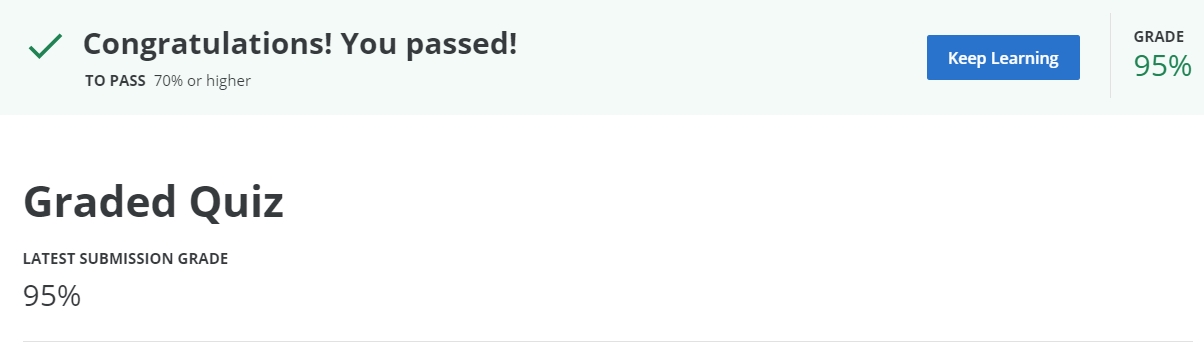 Congratulations! You passed!
TO PASS 70% or higher
Keep Learning
GRADE
95%
Graded Quiz
LATEST SUBMISSION GRADE
95%